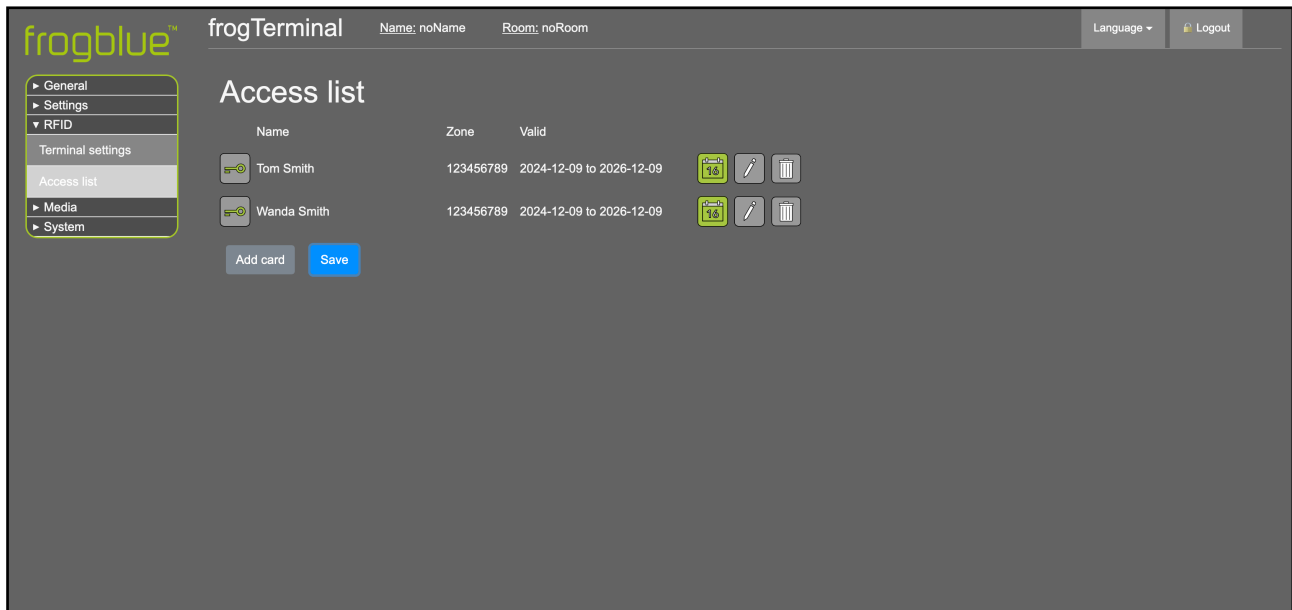 frogblue™
frogTerminal Name: noName Room: noRoom Language Logout
General
Settings
RFID
Terminal settings
Access list
Media
System
Access list
Name Zone Valid
Tom Smith 123456789 2024-12-09 to 2026-12-09 16
Wanda Smith 123456789 2024-12-09 to 2026-12-09 16
Add card Save